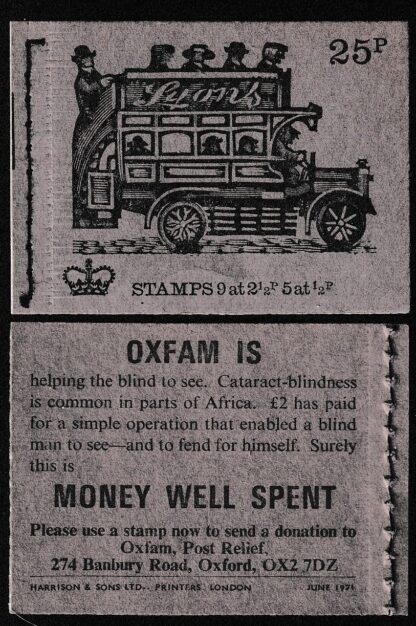 25P
Lyon's
STAMPS 9 at 2½P 5 at ½P
OXFAM IS
helping the blind to see. Cataract-blindness
is common in parts of Africa. £2 has paid
for a simple operation that enabled a blind
man to see—and to fend for himself. Surely
this is
MONEY WELL SPENT
Please use a stamp now to send a donation to
Oxfam, Post Relief,
274 Banbury Road, Oxford, OX2 7DZ
HARRISON & SONS LTD., PRINTERS, LONDON JUNE 1971